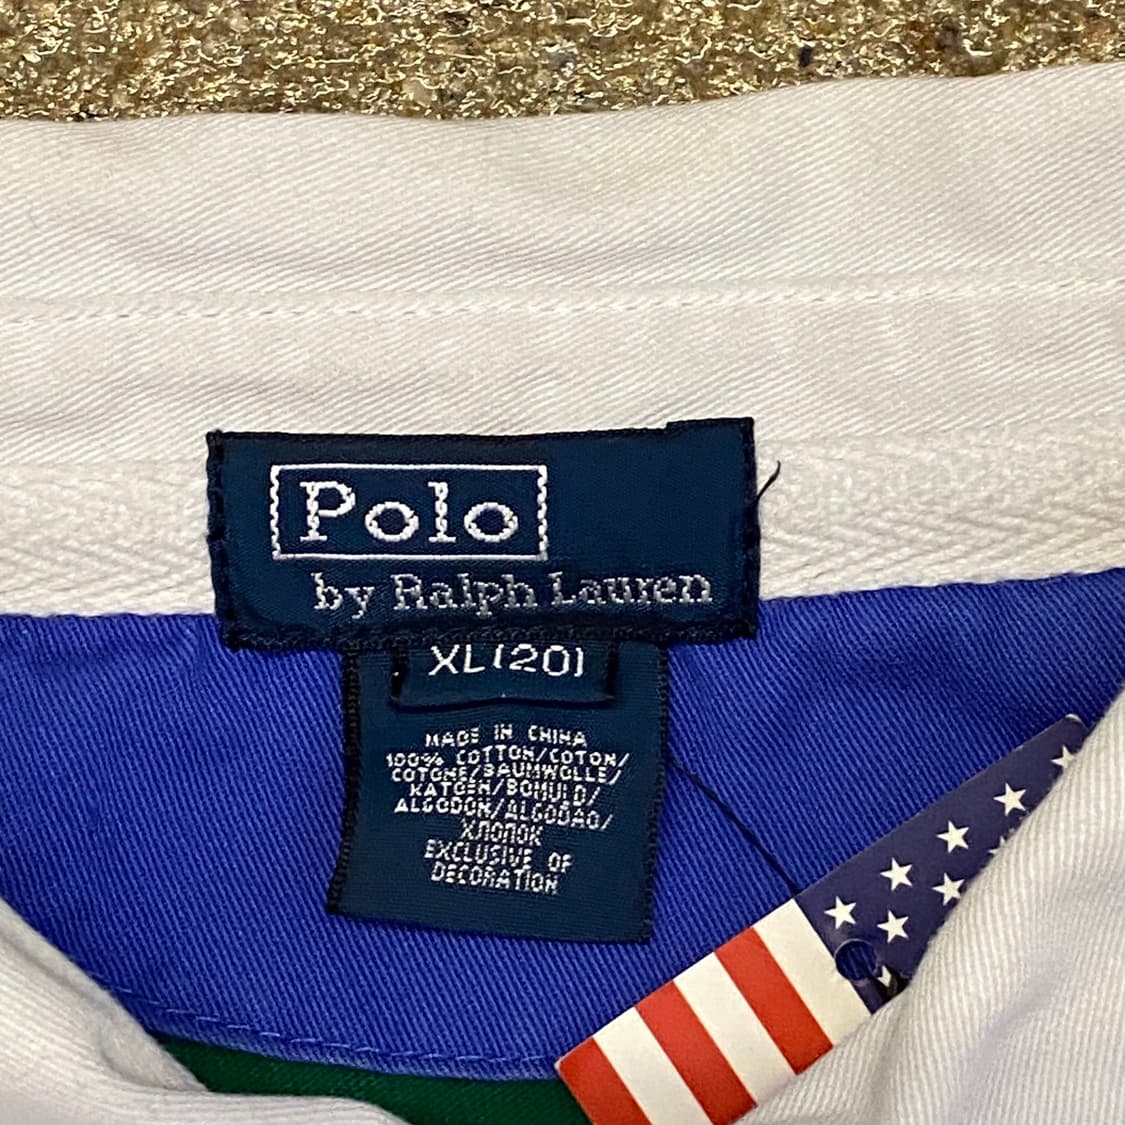 Polo
by Ralph Lauren
XL (20)
MADE IN CHINA
100% COTTON/COTON/
COTONE/BAUMWOLLE/
KATOEN/BOMULD/
ALGODON/ALGODAO/
ХЛОПОК
EXCLUSIVE OF
DECORATION